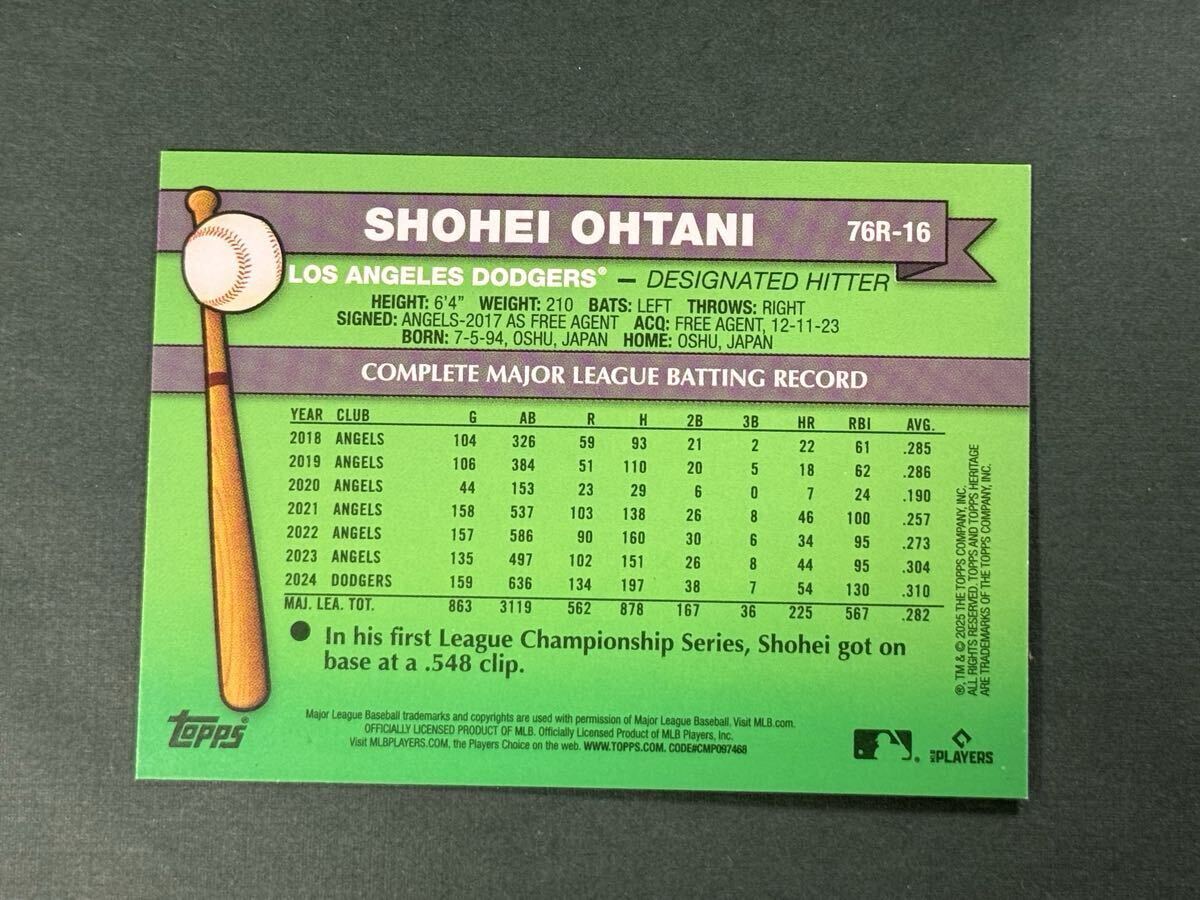 SHOHEI OHTANI
76R-16
LOS ANGELES DODGERS® — DESIGNATED HITTER
HEIGHT: 6'4" WEIGHT: 210 BATS: LEFT THROWS: RIGHT
SIGNED: ANGELS-2017 AS FREE AGENT ACQ: FREE AGENT, 12-11-23
BORN: 7-5-94, OSHU, JAPAN HOME: OSHU, JAPAN
COMPLETE MAJOR LEAGUE BATTING RECORD
YEAR CLUB G AB R H 2B 3B HR RBI AVG.
2018 ANGELS 104 326 59 93 21 2 22 61 .285
2019 ANGELS 106 384 51 110 20 5 18 62 .286
2020 ANGELS 44 153 23 29 6 0 7 24 .190
2021 ANGELS 158 537 103 138 26 8 46 100 .257
2022 ANGELS 157 586 90 160 30 6 34 95 .273
2023 ANGELS 135 497 102 151 26 8 44 95 .304
2024 DODGERS 159 636 134 197 38 7 54 130 .310
MAJ. LEA. TOT. 863 3119 562 878 167 36 225 567 .282
● In his first League Championship Series, Shohei got on
base at a .548 clip.
®, TM & © 2025 THE TOPPS COMPANY, INC.
ALL RIGHTS RESERVED. TOPPS AND TOPPS HERITAGE
ARE TRADEMARKS OF THE TOPPS COMPANY, INC.
TOPPS
Major League Baseball trademarks and copyrights are used with permission of Major League Baseball. Visit MLB.com.
OFFICIALLY LICENSED PRODUCT OF MLB. Officially Licensed Product of MLB Players, Inc.
Visit MLBPLAYERS.COM, the Players Choice on the web. WWW.TOPPS.COM. CODE#CMP097468
MLB PLAYERS